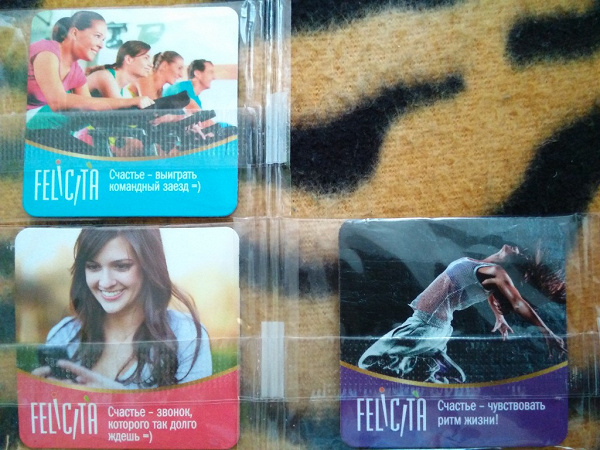 FELICITA
Счастье – выиграть
командный заезд =)
FELICITA
Счастье – звонок,
которого так долго
ждешь =)
FELICITA
Счастье – чувствовать
ритм жизни!